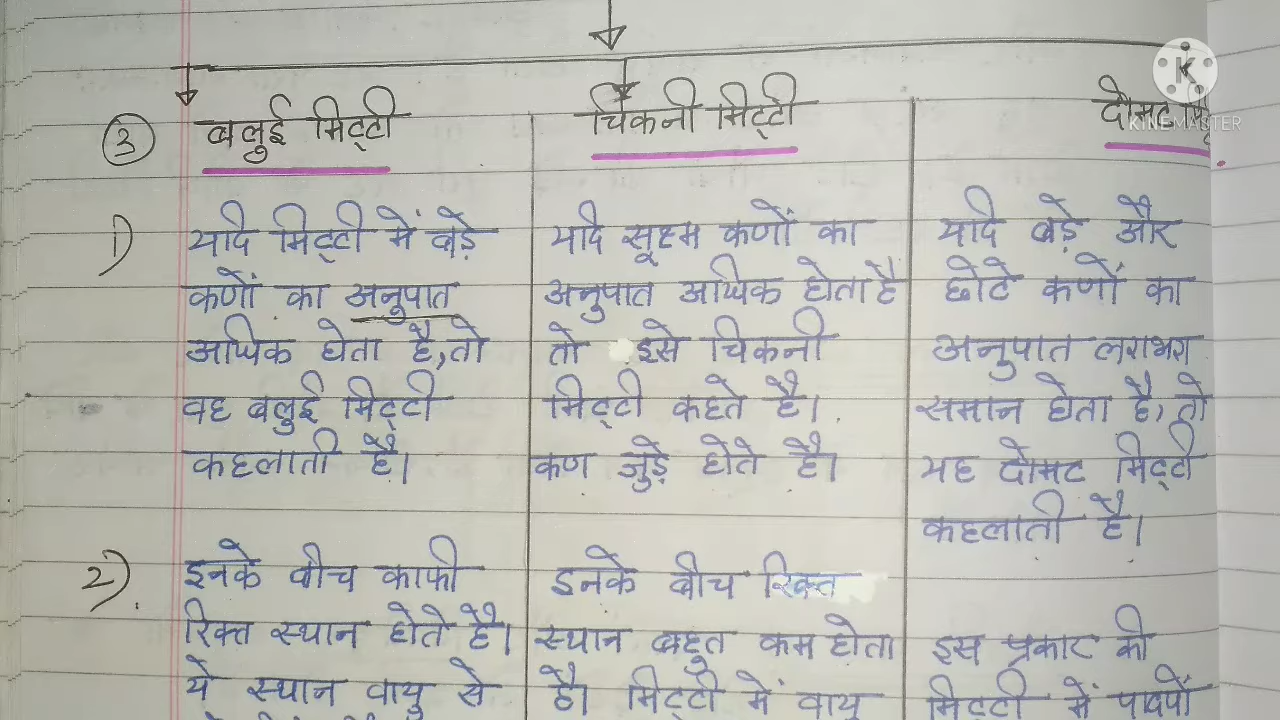 ③ बलुई मिट्टी
चिकनी मिट्टी
दोमट
1) यदि मिट्टी में बड़े
कणों का अनुपात
अधिक होता है, तो
वह बलुई मिट्टी
कहलाती है।
यदि सूक्ष्म कणों का
अनुपात अधिक होता है
तो इसे चिकनी
मिट्टी कहते है।
कण जुड़े होते है।
यदि बड़े और
छोटे कणों का
अनुपात लगभग
समान होता है, तो
यह दोमट मिट्टी
कहलाती है।
2) इनके बीच काफी
रिक्त स्थान होते है।
ये स्थान वायु से
इनके बीच रिक्त
स्थान बहुत कम होता
है। मिट्टी में वायु
इस प्रकार की
मिट्टी में पादपों
K
KINEMASTER